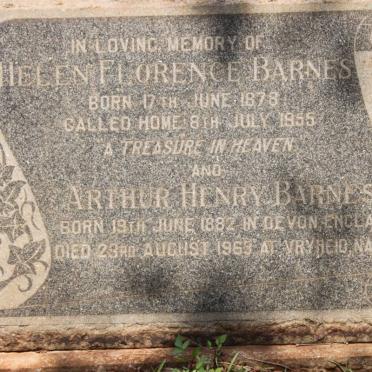 IN LOVING MEMORY OF
HELEN FLORENCE BARNES
BORN 17TH JUNE 1873
CALLED HOME 8TH JULY 1955
A TREASURE IN HEAVEN
AND
ARTHUR HENRY BARNES
BORN 19TH JUNE 1882 IN DEVON, ENGLA
DIED 23RD AUGUST 1963 AT VRYHEID, NA